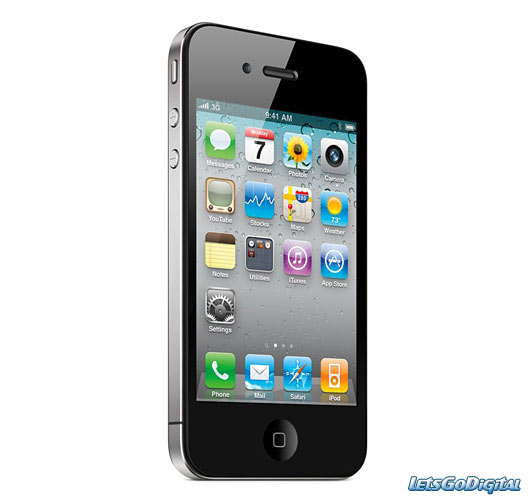 3G 9:41 AM
Messages Calendar Photos Camera
Monday
7
280
73°
YouTube Stocks Maps Weather
Notes Utilities iTunes App Store
Settings
Phone Mail Safari iPod
LETSGODIGITAL